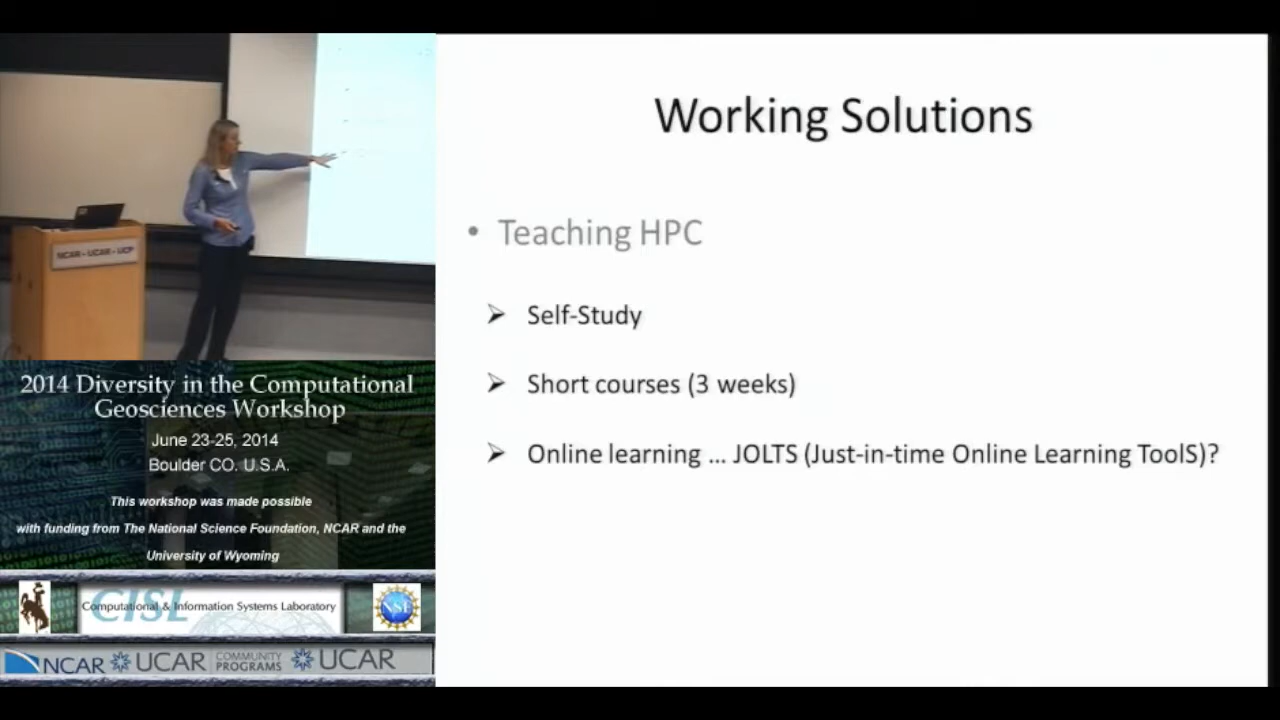 Working Solutions
• Teaching HPC
➢ Self-Study
➢ Short courses (3 weeks)
➢ Online learning ... JOLTS (Just-in-time Online Learning ToolS)?
NCAR - UCAR - UCP
2014 Diversity in the Computational
Geosciences Workshop
June 23-25, 2014
Boulder CO. U.S.A.
This workshop was made possible
with funding from The National Science Foundation, NCAR and the
University of Wyoming
CISL
Computational & Information Systems Laboratory
NSF
NCAR UCAR COMMUNITY PROGRAMS UCAR